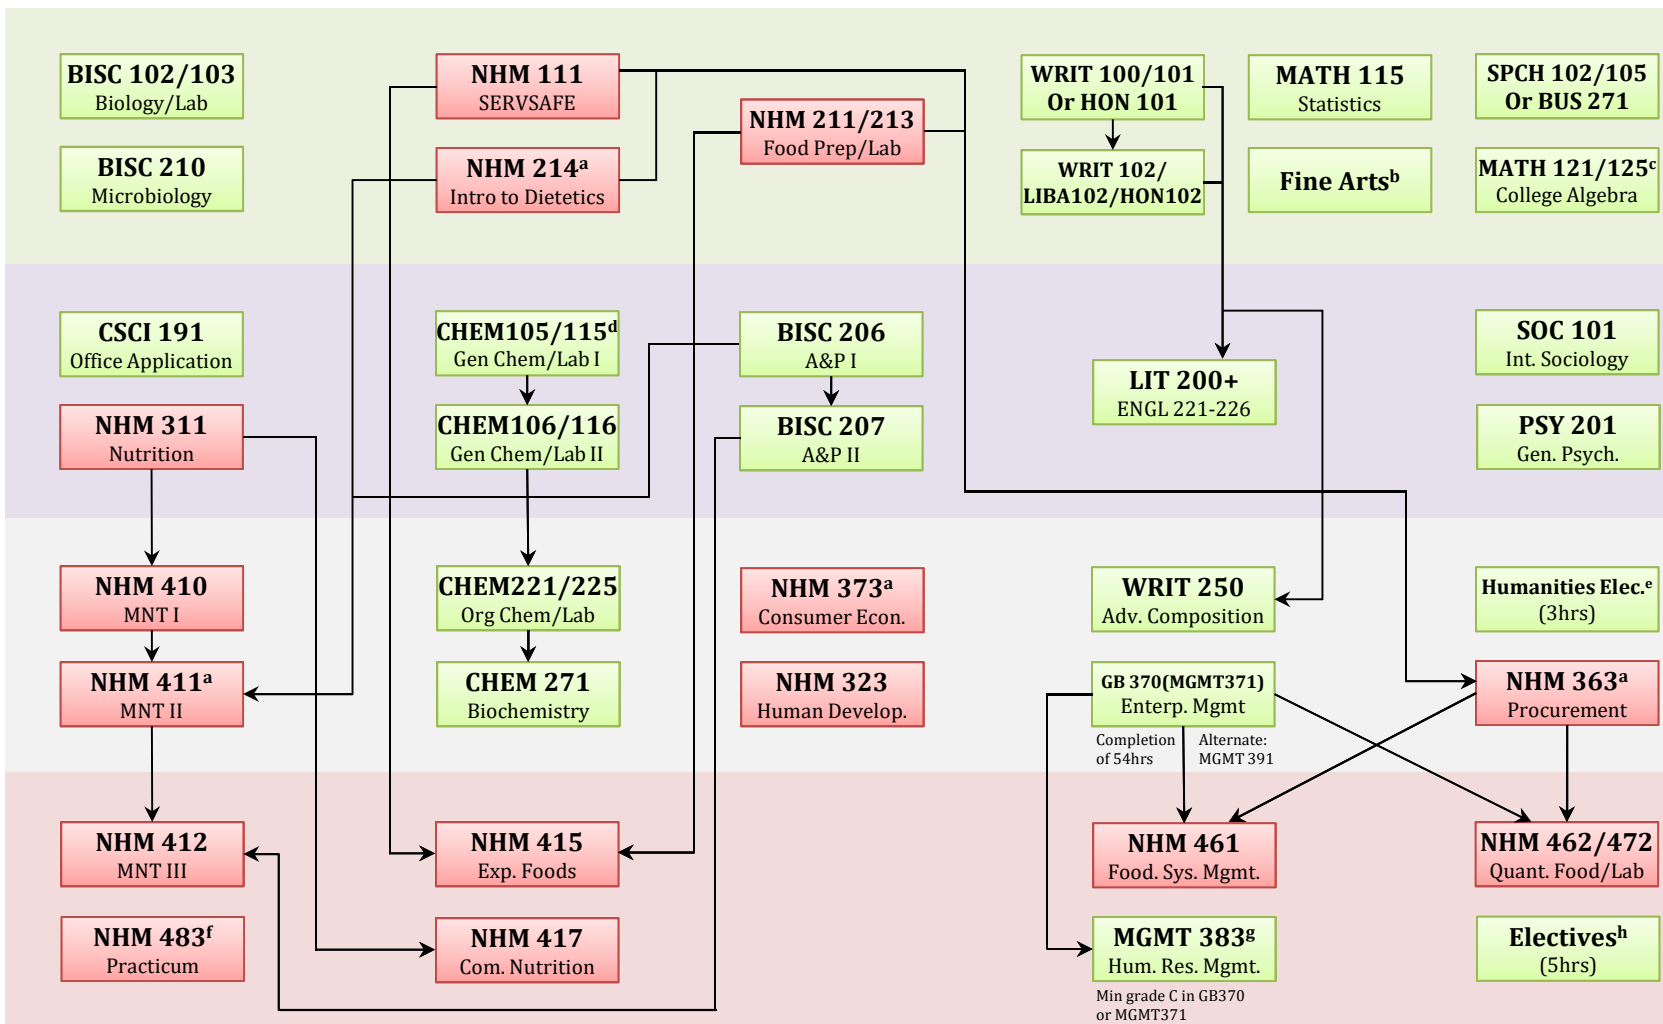 BISC 102/103
Biology/Lab
NHM 111
SERVSAFE
NHM 211/213
Food Prep/Lab
WRIT 100/101
Or HON 101
MATH 115
Statistics
SPCH 102/105
Or BUS 271
BISC 210
Microbiology
NHM 214ᵃ
Intro to Dietetics
WRIT 102/
LIBA102/HON102
Fine Artsᵇ
MATH 121/125ᶜ
College Algebra
CSCI 191
Office Application
CHEM105/115ᵈ
Gen Chem/Lab I
BISC 206
A&P I
LIT 200+
ENGL 221-226
SOC 101
Int. Sociology
NHM 311
Nutrition
CHEM106/116
Gen Chem/Lab II
BISC 207
A&P II
PSY 201
Gen. Psych.
NHM 410
MNT I
CHEM221/225
Org Chem/Lab
NHM 373ᵃ
Consumer Econ.
WRIT 250
Adv. Composition
Humanities Elec.ᵉ
(3hrs)
NHM 411ᵃ
MNT II
CHEM 271
Biochemistry
NHM 323
Human Develop.
GB 370(MGMT371)
Enterp. Mgmt
Completion
of 54hrs
Alternate:
MGMT 391
NHM 363ᵃ
Procurement
NHM 412
MNT III
NHM 415
Exp. Foods
NHM 461
Food. Sys. Mgmt.
NHM 462/472
Quant. Food/Lab
NHM 483ᶠ
Practicum
NHM 417
Com. Nutrition
MGMT 383ᵍ
Hum. Res. Mgmt.
Min grade C in GB370
or MGMT371
Electivesʰ
(5hrs)